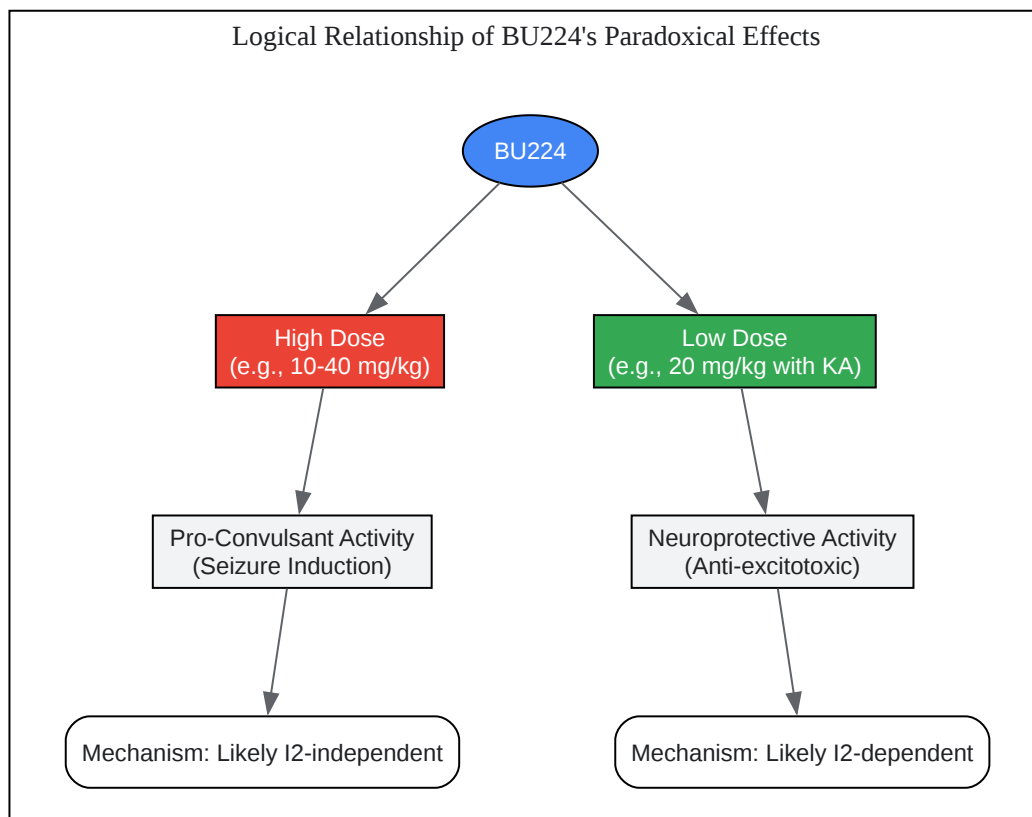 Logical Relationship of BU224's Paradoxical Effects
BU224
High Dose
(e.g., 10-40 mg/kg)
Low Dose
(e.g., 20 mg/kg with KA)
Pro-Convulsant Activity
(Seizure Induction)
Neuroprotective Activity
(Anti-excitotoxic)
Mechanism: Likely I2-independent
Mechanism: Likely I2-dependent